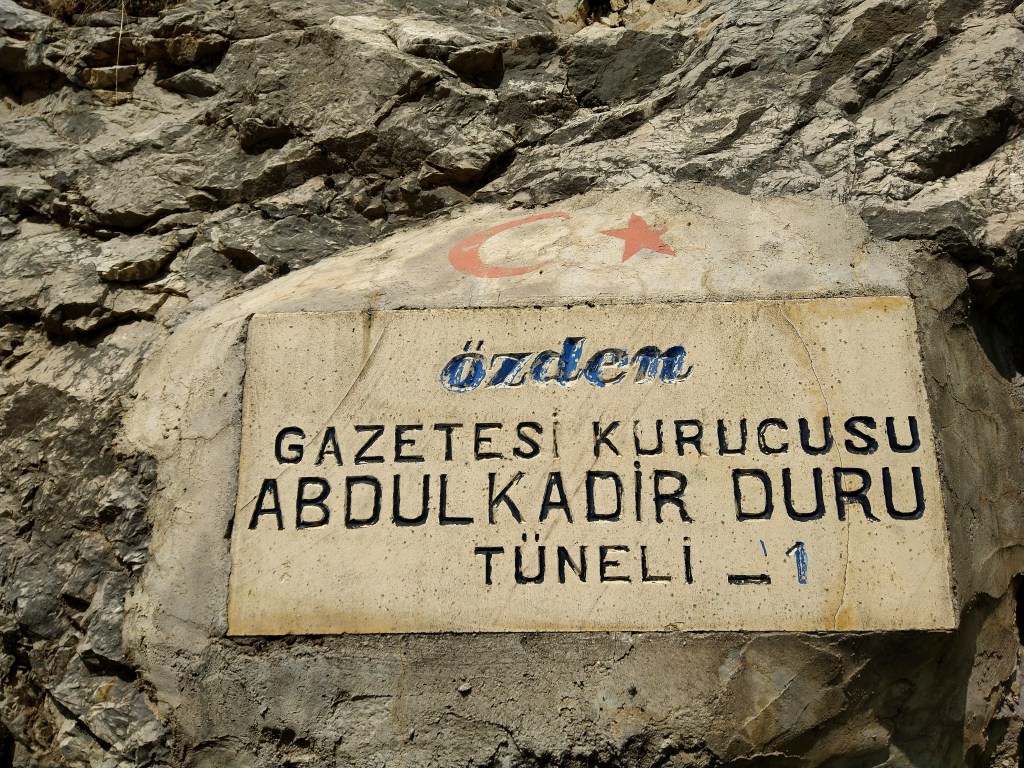 özden
GAZETESİ KURUCUSU
ABDULKADİR DURU
TÜNELİ _ 1